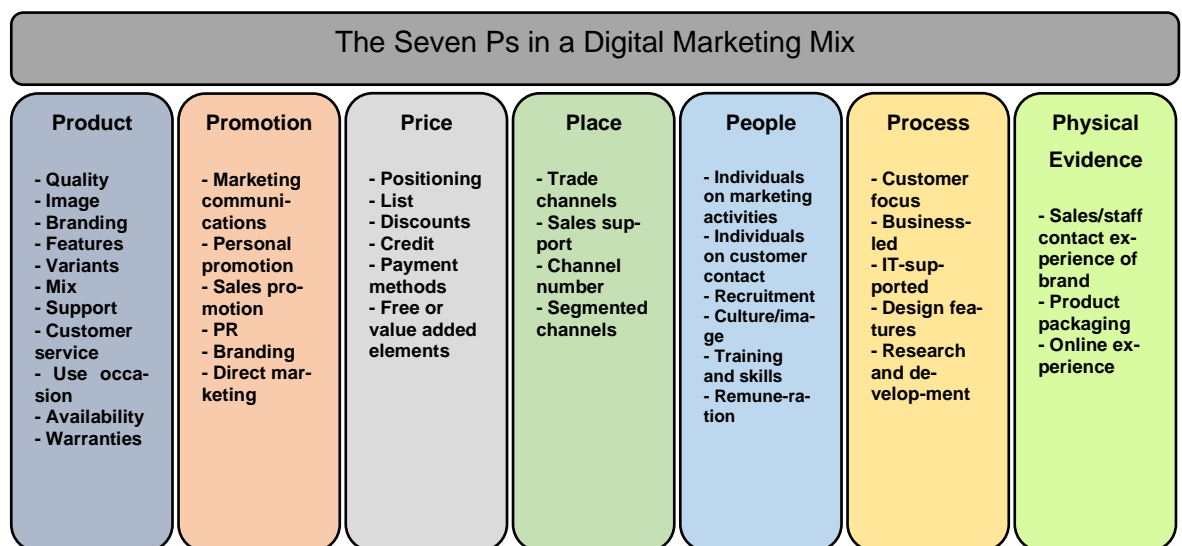 The Seven Ps in a Digital Marketing Mix
Product
- Quality
- Image
- Branding
- Features
- Variants
- Mix
- Support
- Customer
service
- Use occa-
sion
- Availability
- Warranties
Promotion
- Marketing
communi-
cations
- Personal
promotion
- Sales pro-
motion
- PR
- Branding
- Direct mar-
keting
Price
- Positioning
- List
- Discounts
- Credit
- Payment
methods
- Free or
value added
elements
Place
- Trade
channels
- Sales sup-
port
- Channel
number
- Segmented
channels
People
- Individuals
on marketing
activities
- Individuals
on customer
contact
- Recruitment
- Culture/ima-
ge
- Training
and skills
- Remune-ra-
tion
Process
- Customer
focus
- Business-
led
- IT-sup-
ported
- Design fea-
tures
- Research
and de-
velop-ment
Physical
Evidence
- Sales/staff
contact ex-
perience of
brand
- Product
packaging
- Online ex-
perience